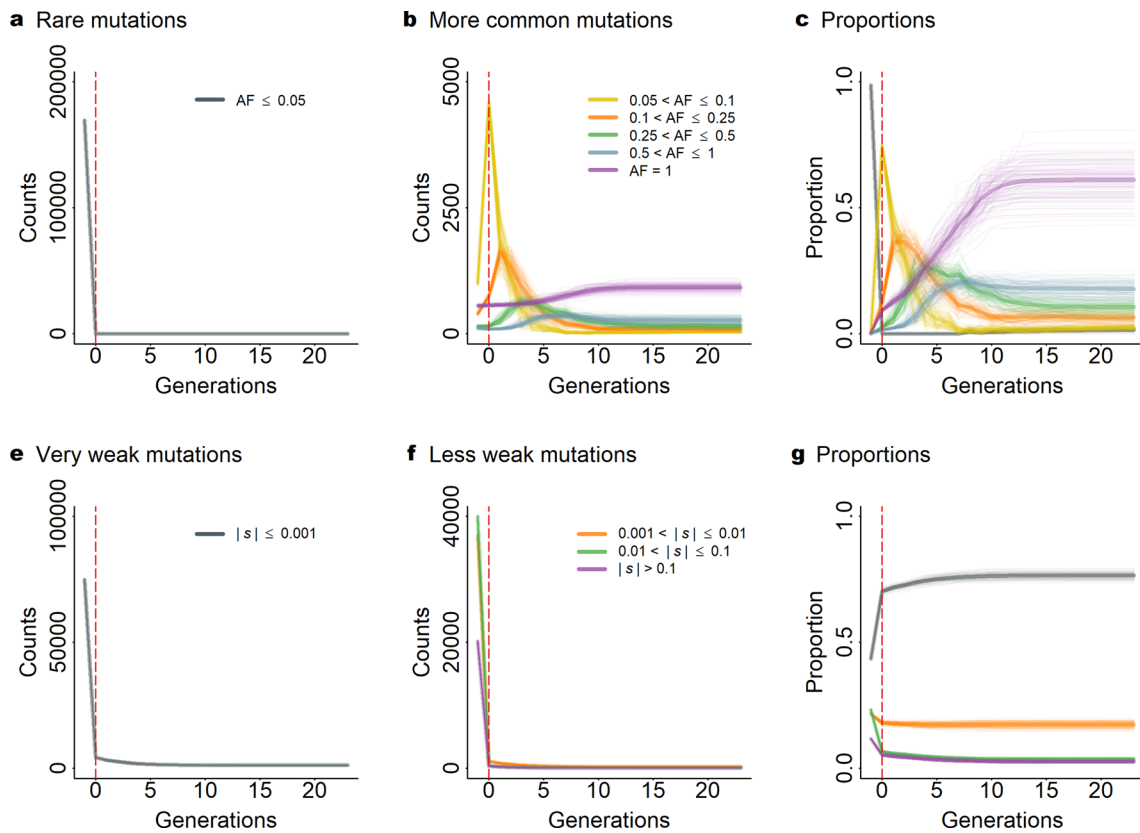 a Rare mutations
Counts
200000
100000
0
AF ≤ 0.05
0 5 10 15 20
Generations
b More common mutations
Counts
5000
2500
0
0.05 < AF ≤ 0.1
0.1 < AF ≤ 0.25
0.25 < AF ≤ 0.5
0.5 < AF ≤ 1
AF = 1
0 5 10 15 20
Generations
c Proportions
Proportion
1.0
0.5
0.0
0 5 10 15 20
Generations
e Very weak mutations
Counts
100000
50000
0
| s | ≤ 0.001
0 5 10 15 20
Generations
f Less weak mutations
Counts
40000
20000
0
0.001 < | s | ≤ 0.01
0.01 < | s | ≤ 0.1
| s | > 0.1
0 5 10 15 20
Generations
g Proportions
Proportion
1.0
0.5
0.0
0 5 10 15 20
Generations